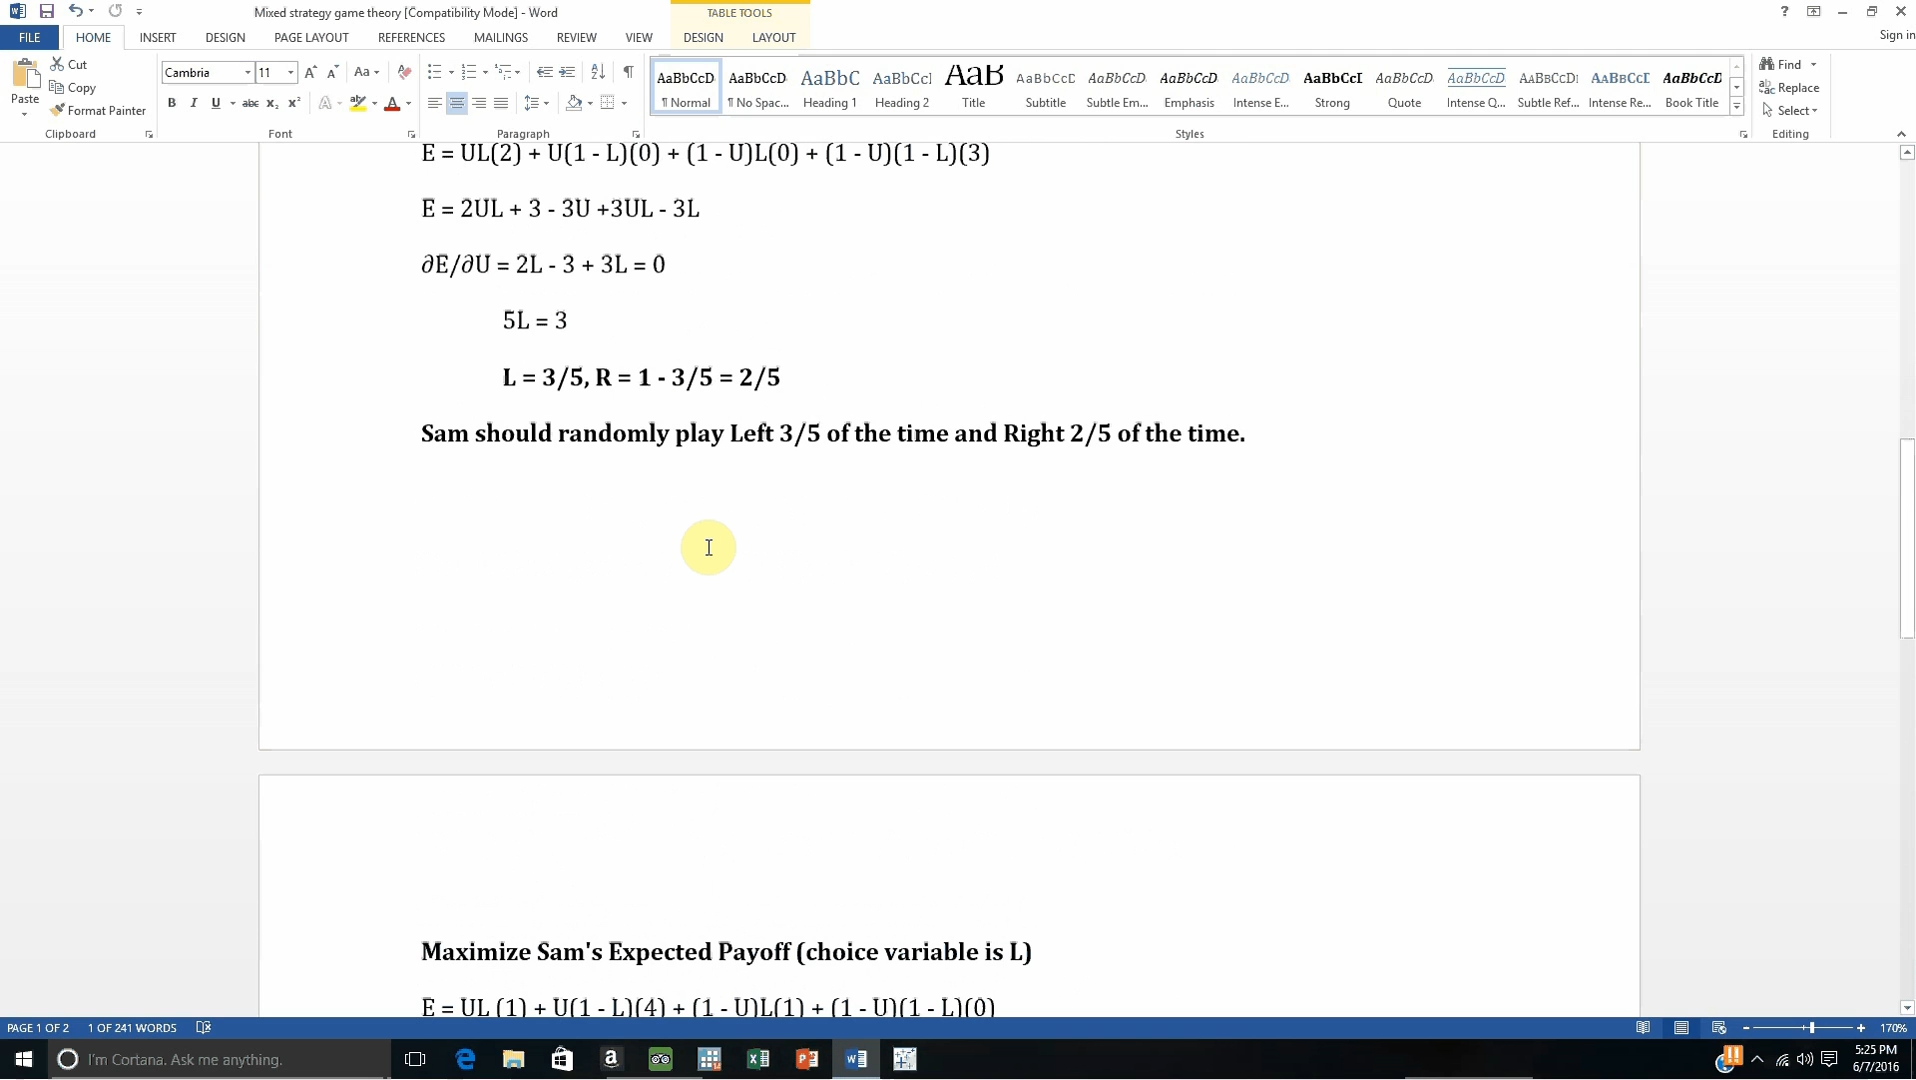 Mixed strategy game theory [Compatibility Mode] - Word
TABLE TOOLS
Sign in
FILE HOME INSERT DESIGN PAGE LAYOUT REFERENCES MAILINGS REVIEW VIEW DESIGN LAYOUT
Paste
Cut
Copy
Format Painter
Clipboard
Cambria 11
Font
Paragraph
AaBbCcD AaBbCcD AaBbC AaBbCcI AaB AaBbCcD AaBbCcD AaBbCcD AaBbCcD AaBbCcI AaBbCcD AaBbCcD AaBbCcDI AaBbCcI AaBbCcD
¶ Normal ¶ No Spac... Heading 1 Heading 2 Title Subtitle Subtle Em... Emphasis Intense E... Strong Quote Intense Q... Subtle Ref... Intense Re... Book Title
Styles
Find
Replace
Select
Editing
E = UL(2) + U(1 - L)(0) + (1 - U)L(0) + (1 - U)(1 - L)(3)
E = 2UL + 3 - 3U +3UL - 3L
∂E/∂U = 2L - 3 + 3L = 0
5L = 3
L = 3/5, R = 1 - 3/5 = 2/5
Sam should randomly play Left 3/5 of the time and Right 2/5 of the time.
Maximize Sam's Expected Payoff (choice variable is L)
E = UL (1) + U(1 - L)(4) + (1 - U)L(1) + (1 - U)(1 - L)(0)
PAGE 1 OF 2 1 OF 241 WORDS 170%
I'm Cortana. Ask me anything.
5:25 PM
6/7/2016